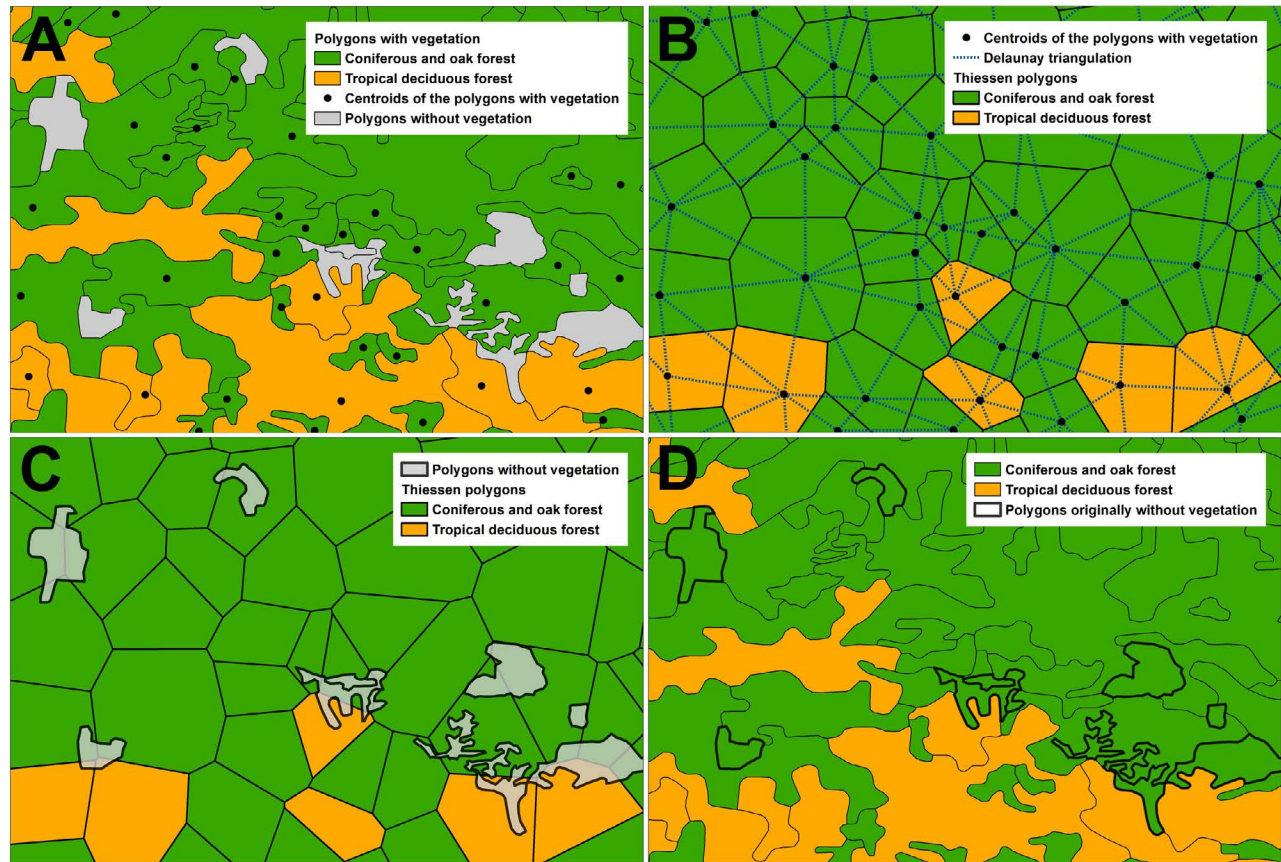 A
Polygons with vegetation
Coniferous and oak forest
Tropical deciduous forest
Centroids of the polygons with vegetation
Polygons without vegetation
B
Centroids of the polygons with vegetation
Delaunay triangulation
Thiessen polygons
Coniferous and oak forest
Tropical deciduous forest
C
Polygons without vegetation
Thiessen polygons
Coniferous and oak forest
Tropical deciduous forest
D
Coniferous and oak forest
Tropical deciduous forest
Polygons originally without vegetation